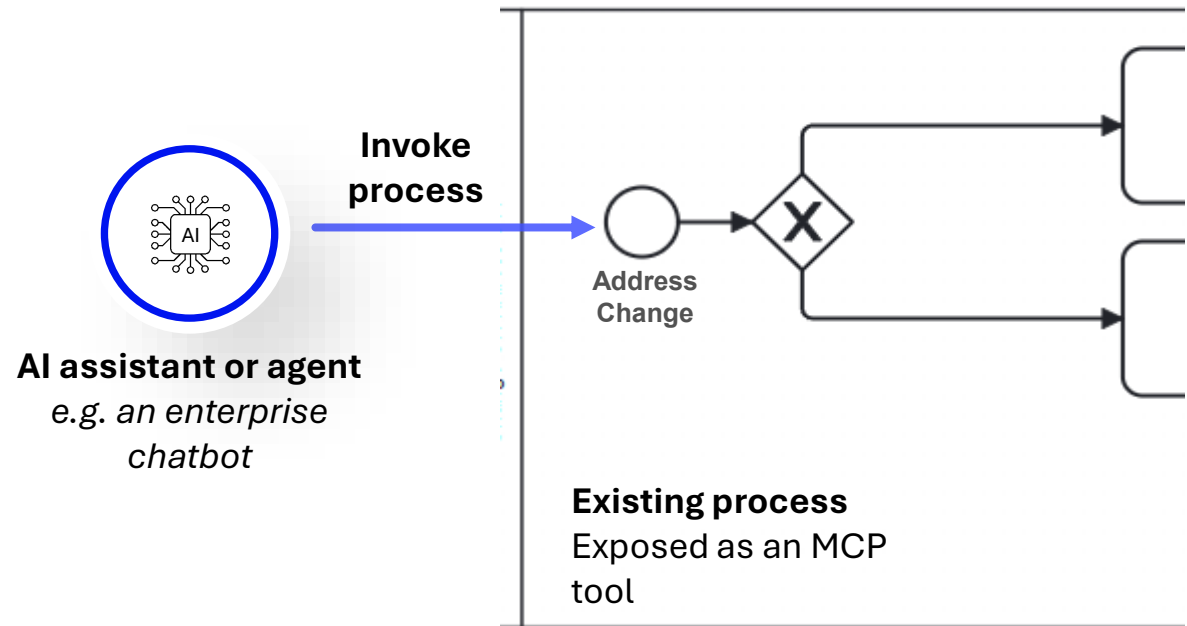 Invoke
process
AI
AI assistant or agent
e.g. an enterprise
chatbot
X
Address
Change
Existing process
Exposed as an MCP
tool